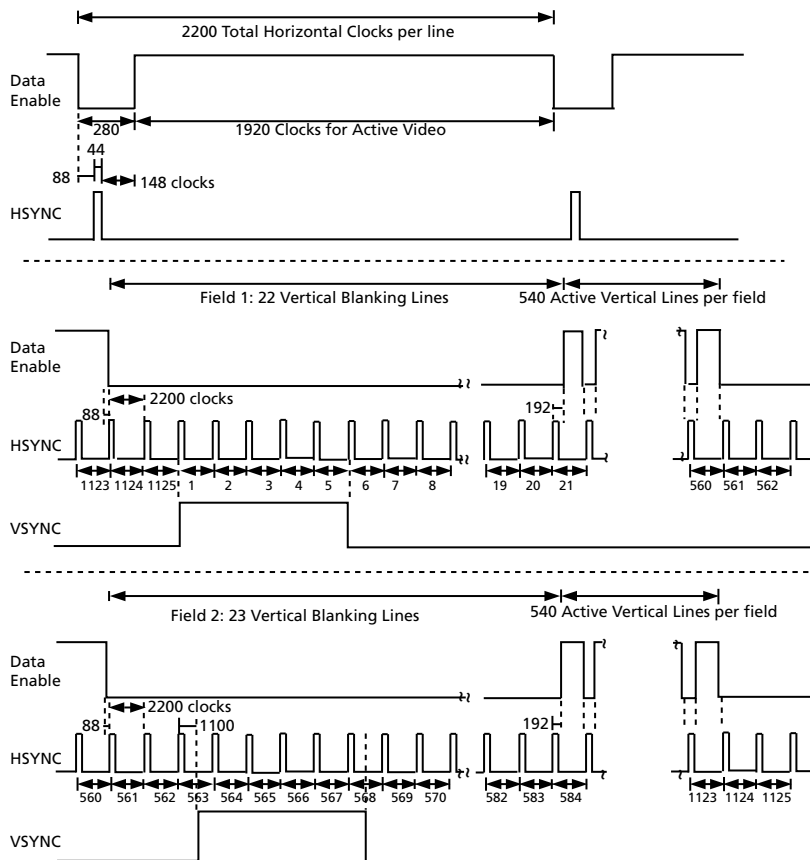 2200 Total Horizontal Clocks per line
Data
Enable
280
1920 Clocks for Active Video
44
88
148 clocks
HSYNC
Field 1: 22 Vertical Blanking Lines
540 Active Vertical Lines per field
Data
Enable
2200 clocks
88
192
HSYNC
1123 1124 1125 1 2 3 4 5 6 7 8 19 20 21 560 561 562
VSYNC
Field 2: 23 Vertical Blanking Lines
540 Active Vertical Lines per field
Data
Enable
2200 clocks
88
1100
192
HSYNC
560 561 562 563 564 565 566 567 568 569 570 582 583 584 1123 1124 1125
VSYNC